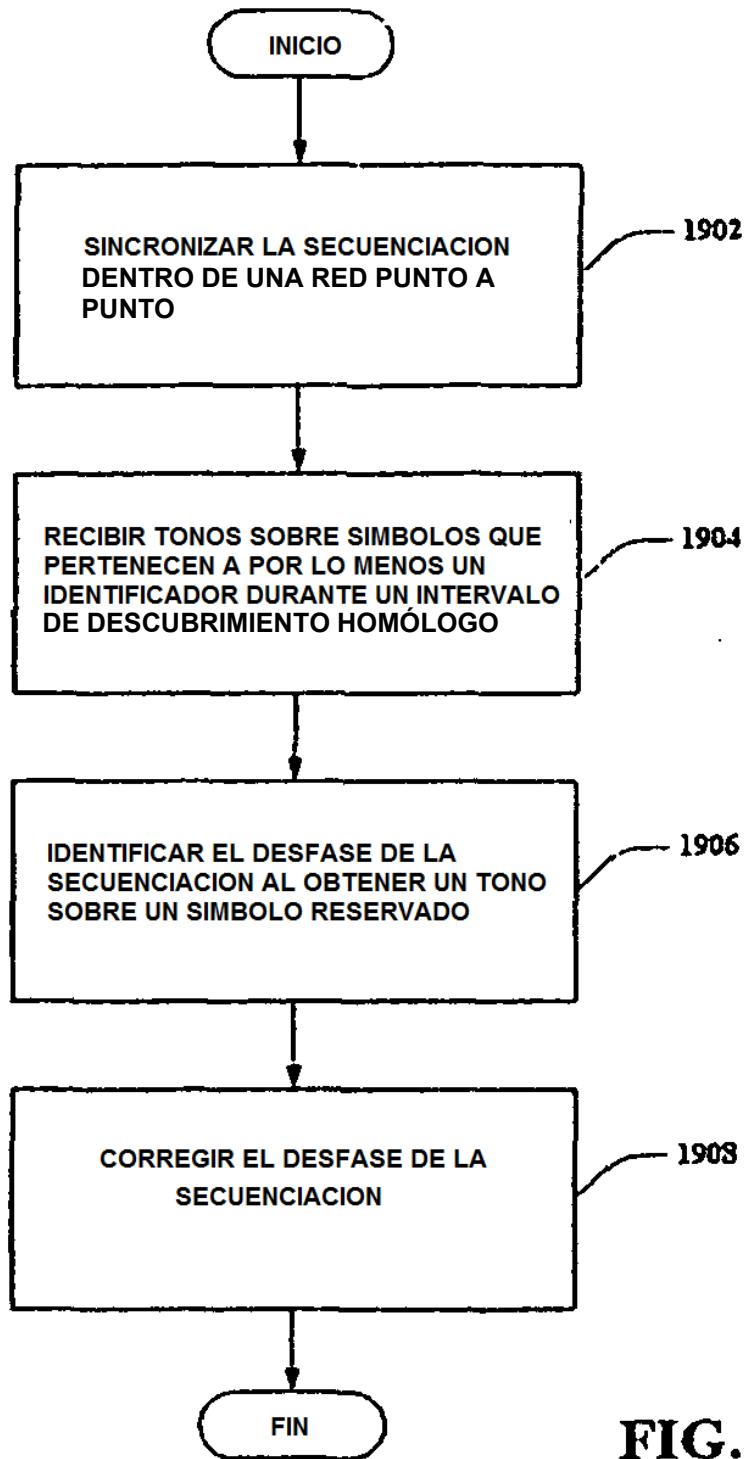 INICIO
SINCRONIZAR LA SECUENCIACION
DENTRO DE UNA RED PUNTO A
PUNTO
1902
RECIBIR TONOS SOBRE SIMBOLOS QUE
PERTENECEN A POR LO MENOS UN
IDENTIFICADOR DURANTE UN INTERVALO
DE DESCUBRIMIENTO HOMÓLOGO
1904
IDENTIFICAR EL DESFASE DE LA
SECUENCIACION AL OBTENER UN TONO
SOBRE UN SIMBOLO RESERVADO
1906
CORREGIR EL DESFASE DE LA
SECUENCIACION
1908
FIN
FIG.